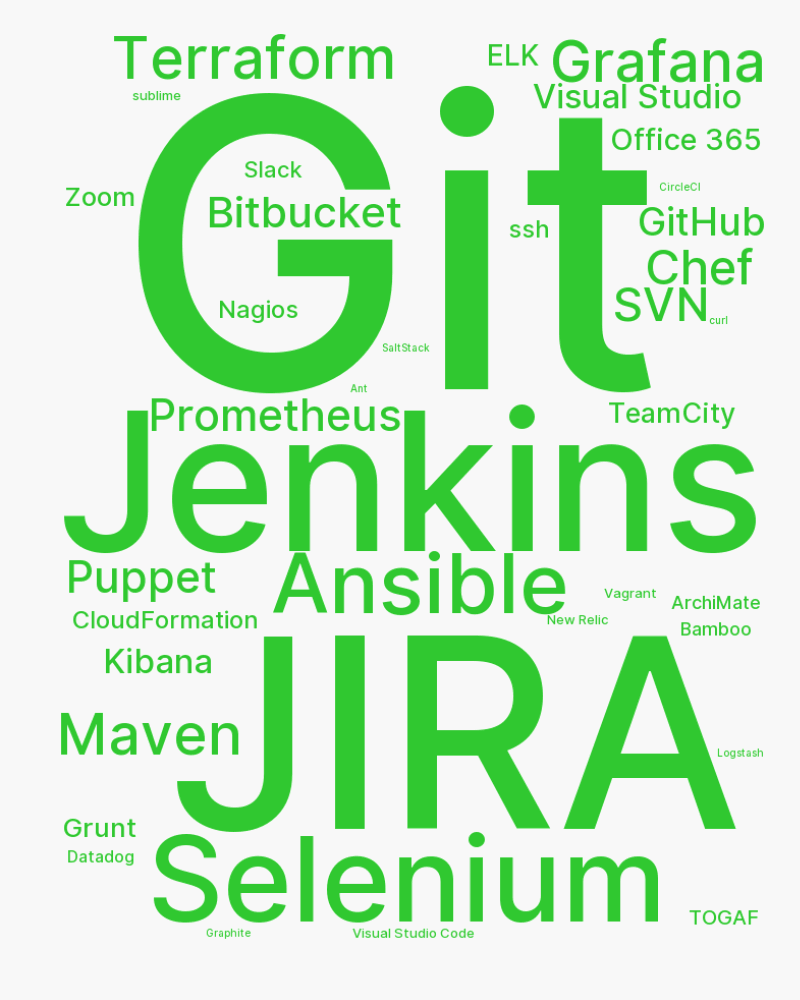 Terraform
ELK
Grafana
sublime
Visual Studio
Git
Office 365
Slack
Zoom
CircleCI
Bitbucket
GitHub
ssh
Chef
SVN
Nagios
curl
SaltStack
Ant
Prometheus
TeamCity
Jenkins
Puppet
Ansible
Vagrant
ArchiMate
CloudFormation
New Relic
Bamboo
Kibana
JIRA
Maven
Logstash
Grunt
Datadog
Selenium
TOGAF
Graphite
Visual Studio Code